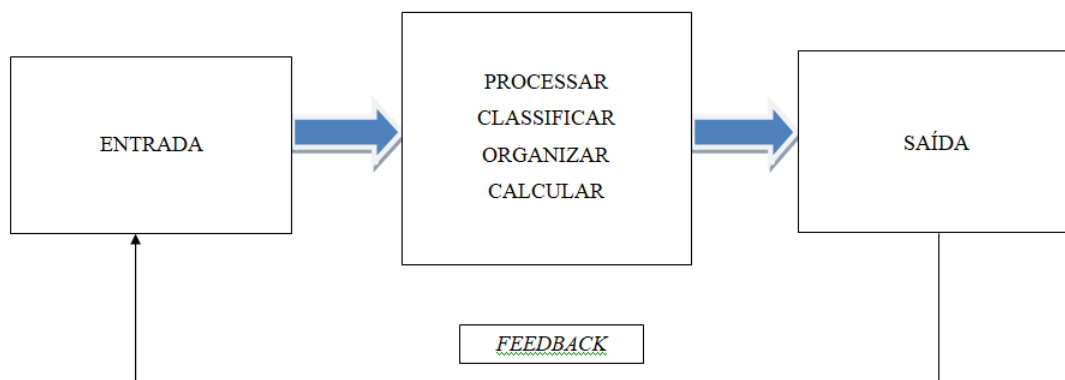 ENTRADA
PROCESSAR
CLASSIFICAR
ORGANIZAR
CALCULAR
SAÍDA
FEEDBACK